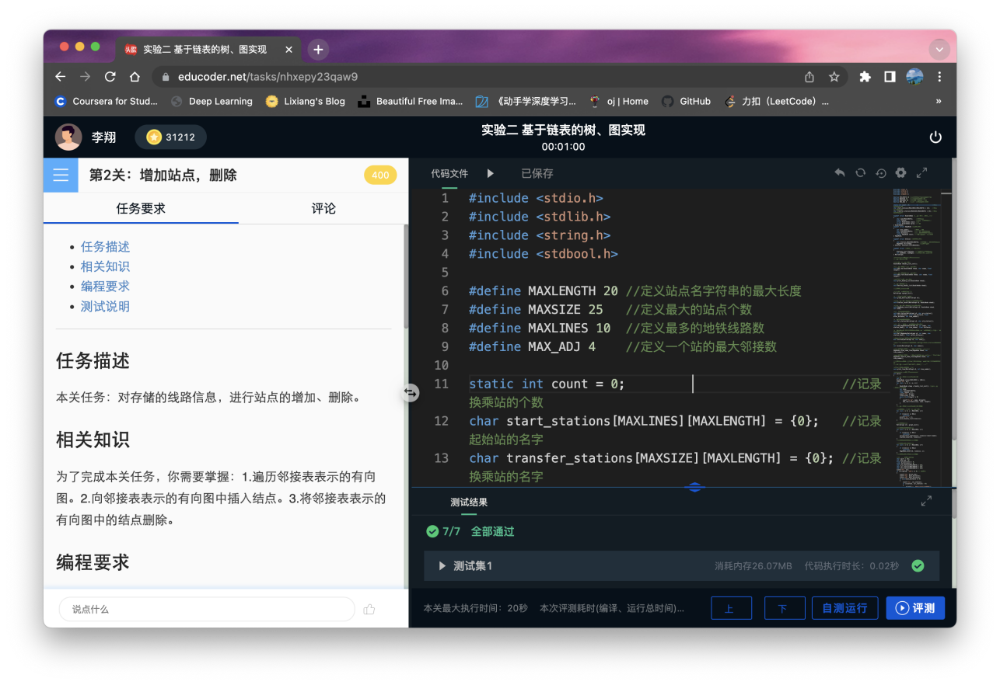 头歌 实验二 基于链表的树、图实现
educoder.net/tasks/nhxepy23qaw9
Coursera for Stud... Deep Learning Lixiang's Blog Beautiful Free Ima... 《动手学深度学习... oj | Home GitHub 力扣（LeetCode）... »
李翔 31212 实验二 基于链表的树、图实现
00:01:00
第2关：增加站点，删除 400
任务要求 评论
任务描述
相关知识
编程要求
测试说明
任务描述
本关任务：对存储的线路信息，进行站点的增加、删除。
相关知识
为了完成本关任务，你需要掌握：1.遍历邻接表表示的有向
图。2.向邻接表表示的有向图中插入结点。3.将邻接表表示的
有向图中的结点删除。
编程要求
说点什么
代码文件 已保存
1 #include <stdio.h>
2 #include <stdlib.h>
3 #include <string.h>
4 #include <stdbool.h>
5
6 #define MAXLENGTH 20 //定义站点名字符串的最大长度
7 #define MAXSIZE 25 //定义最大的站点个数
8 #define MAXLINES 10 //定义最多的地铁线路数
9 #define MAX_ADJ 4 //定义一个站的最大邻接数
10
11 static int count = 0; //记录
换乘站的个数
12 char start_stations[MAXLINES][MAXLENGTH] = {0}; //记录
起始站的名字
13 char transfer_stations[MAXSIZE][MAXLENGTH] = {0}; //记录
换乘站的名字
测试结果
7/7 全部通过
测试集1 消耗内存26.07MB 代码执行时长：0.02秒
本关最大执行时间：20秒 本次评测耗时(编译、运行总时间)... 上 下 自测运行 评测